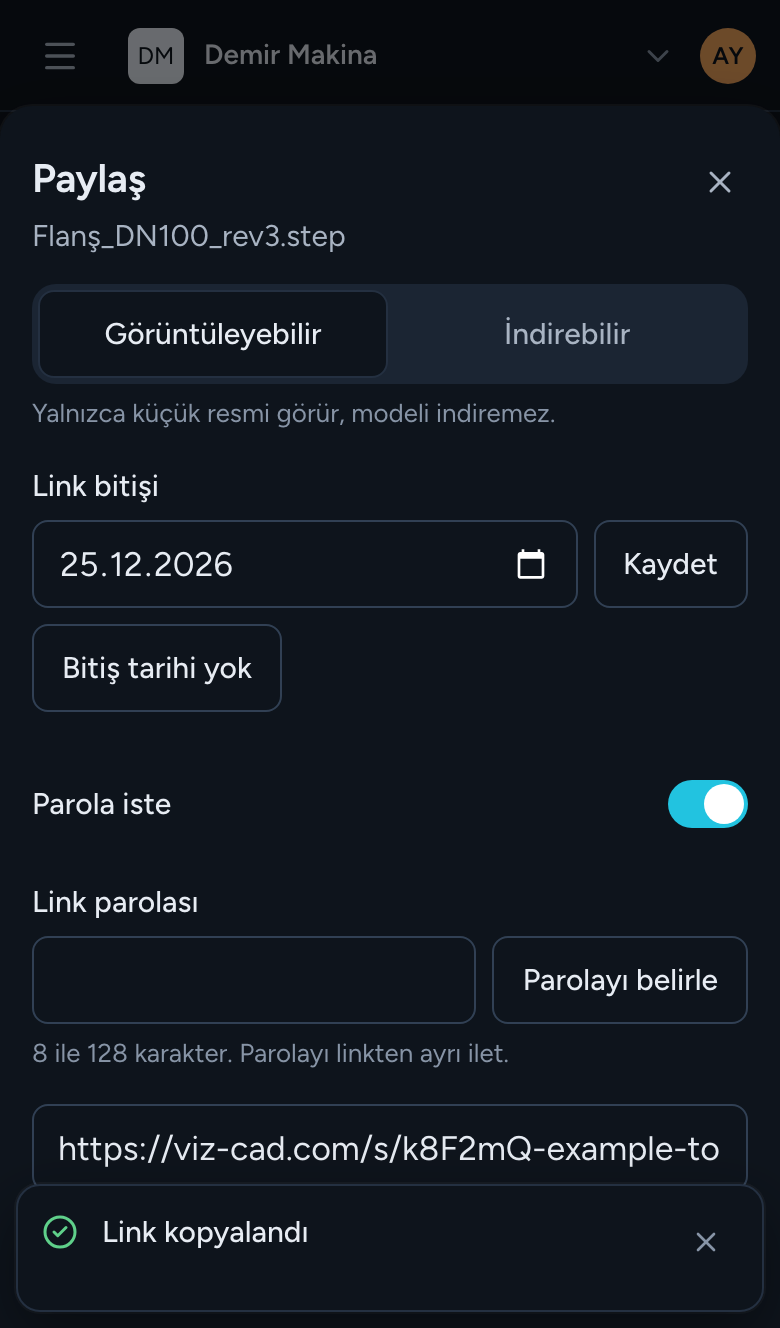 DM Demir Makina AY
Paylaş
Flanş_DN100_rev3.step
Görüntüleyebilir İndirebilir
Yalnızca küçük resmi görür, modeli indiremez.
Link bitişi
25.12.2026 Kaydet
Bitiş tarihi yok
Parola iste
Link parolası
Parolayı belirle
8 ile 128 karakter. Parolayı linkten ayrı ilet.
https://viz-cad.com/s/k8F2mQ-example-to
Link kopyalandı